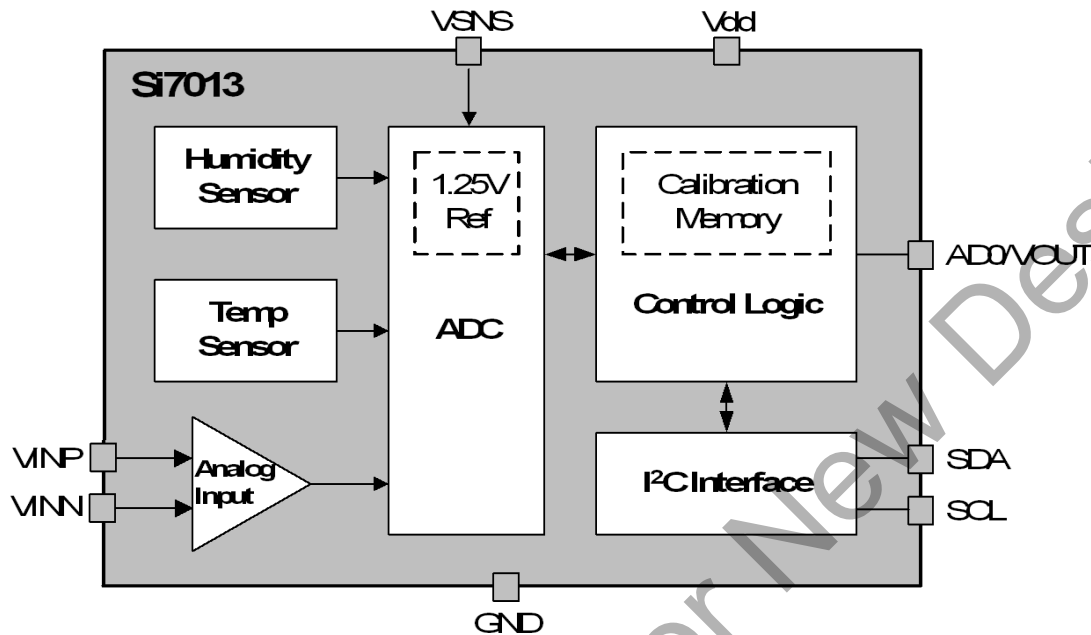 VSNS
Vdd
Si7013
Humidity
Sensor
1.25V
Ref
Calibration
Memory
AD0/VOUT
Temp
Sensor
ADC
Control Logic
VINP
VINN
Analog
Input
I²C Interface
SDA
SCL
GND
New